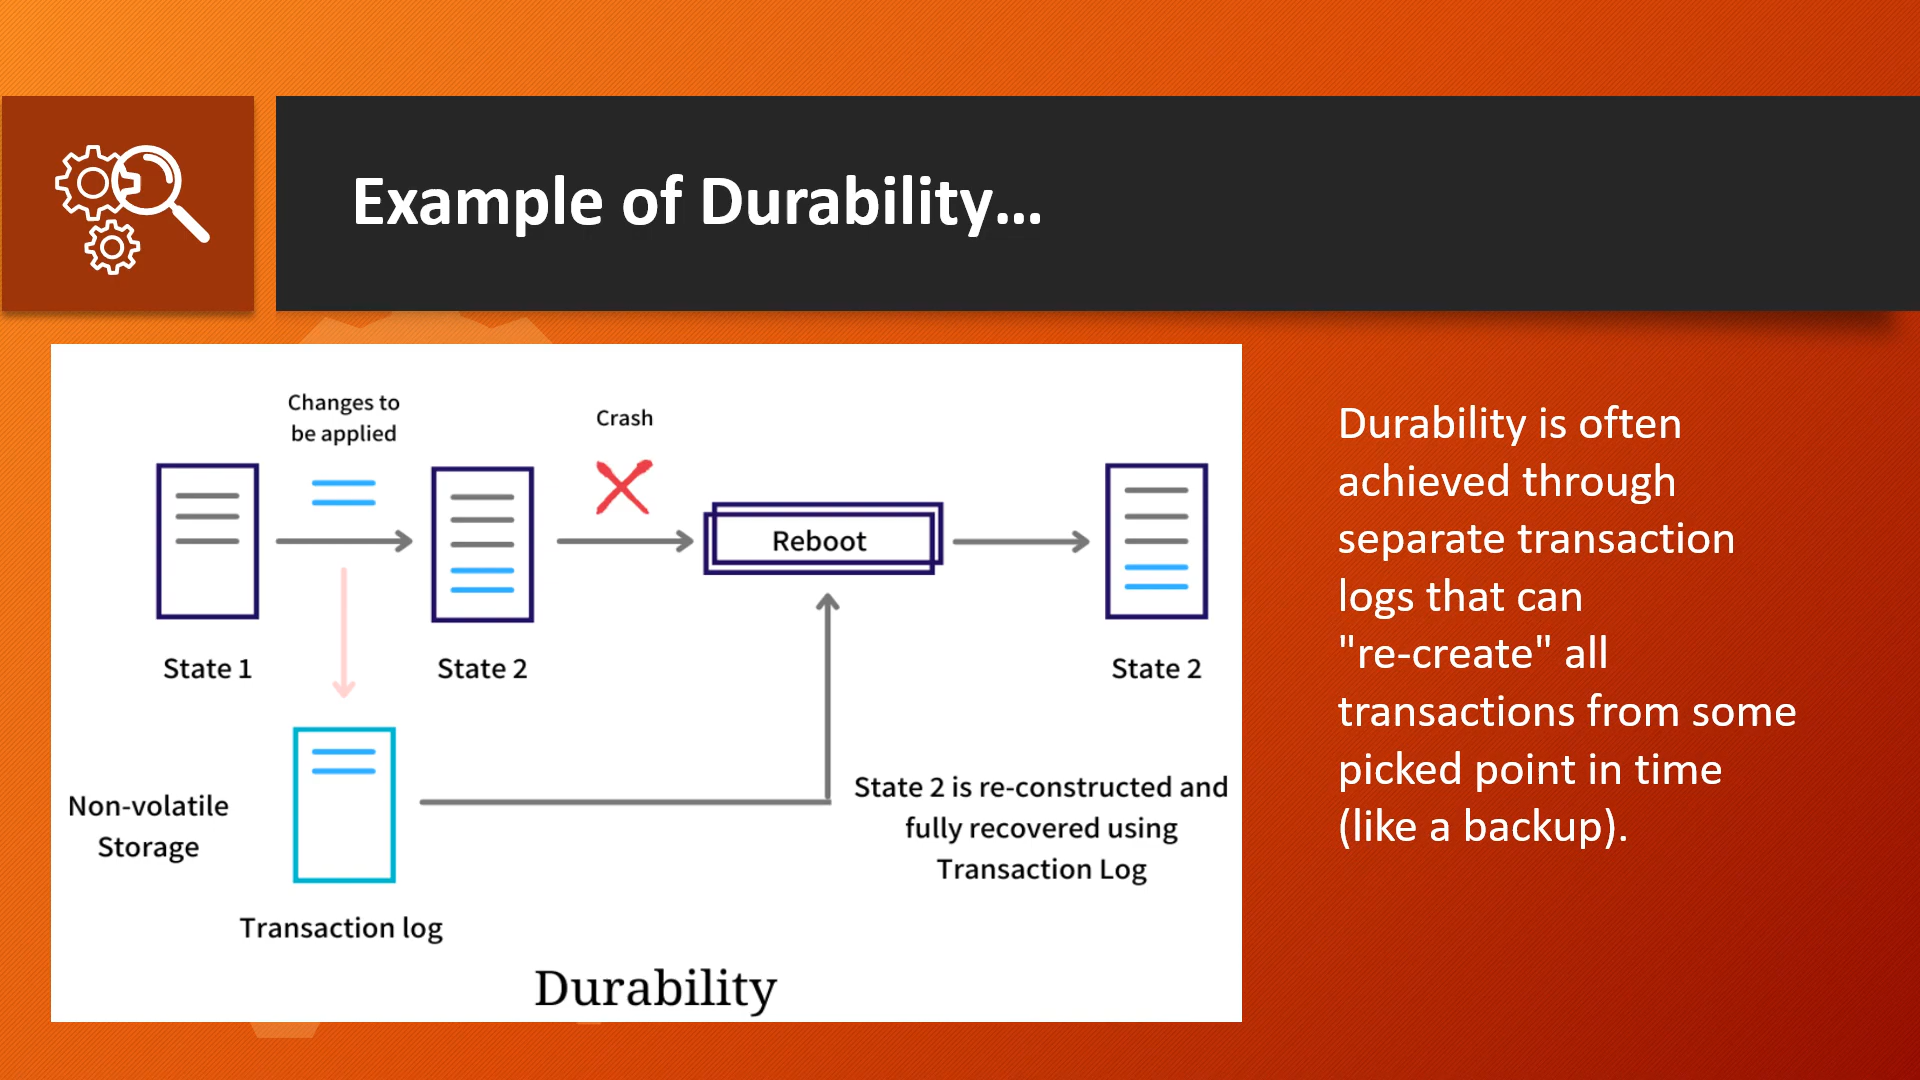 Example of Durability...
Changes to
be applied
Crash
Reboot
State 1
State 2
State 2
Non-volatile
Storage
State 2 is re-constructed and
fully recovered using
Transaction Log
Transaction log
Durability
Durability is often
achieved through
separate transaction
logs that can
"re-create" all
transactions from some
picked point in time
(like a backup).